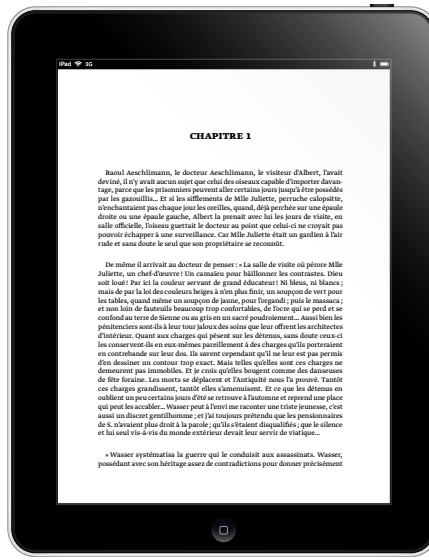 iPad 3G
CHAPITRE 1
Raoul Aeschlimann, le docteur Aeschlimann, le visiteur d'Albert, l'avait
deviné, il n'y avait aucun sujet que celui des oiseaux capable d'importer davan-
tage, parce que les prisonniers peuvent aller certains jours jusqu'à être possédés
par les gazouillis... Et si les sifflements de Mlle Juliette, perruche calopsitte,
n'enchantaient pas chaque jour les oreilles, quand, déjà perchée sur une épaule
droite ou une épaule gauche, Albert la prenait avec lui les jours de visite, en
salle officielle, l'oiseau guettait le docteur au point que celui-ci ne croyait pas
pouvoir échapper à une surveillance. Car Mlle Juliette était un gardien à l'air
rude et sans doute le seul que son propriétaire se reconnût.
De même il arrivait au docteur de penser : « La salle de visite où pérore Mlle
Juliette, un chef-d'œuvre ! Un camaïeu pour bâillonner les contrastes. Dieu
soit loué ! Par ici la couleur servant de grand éducateur ! Ni bleus, ni blancs ;
mais de par la loi des couleurs beiges à n'en plus finir, un soupçon de vert pour
les tables, quand même un soupçon de jaune, pour l'organdi ; puis le massaca ;
et non loin de fauteuils beaucoup trop confortables, de l'ocre qui se perd et se
confond au terre de Sienne ou au gris en un sacré poudroiement... Aussi bien les
pénitenciers sont-ils à leur tour jaloux des soins que leur offrent les architectes
d'intérieur. Quant aux charges qui pèsent sur les détenus, sans doute ceux-ci
les conservent-ils en eux-mêmes pareillement à des charges qu'ils porteraient
en contrebande sur leur dos. Ils savent cependant qu'il ne leur est pas permis
d'en dessiner un contour trop exact. Mais telles qu'elles sont ces charges ne
demeurent pas immobiles. Et je crois qu'elles bougent comme des danseuses
de fête foraine. Les morts se déplacent et l'Antiquité nous l'a prouvé. Tantôt
ces charges grandissent, tantôt elles s'amenuisent. Et ce que les détenus en
oublient un peu certains jours d'été se retrouve à l'automne et reprend une place
qui peut les accabler... Wasser peut à l'envi me raconter une triste jeunesse, c'est
aussi un discret gentilhomme ; et j'ai toujours prétendu que les pensionnaires
de S. n'avaient plus droit à la parole ; qu'ils s'étaient disqualifiés ; que le silence
et lui seul vis-à-vis du monde extérieur devait leur servir de viatique...
» Wasser systématisa la guerre qui le conduisit aux assassinats. Wasser,
possédant avec son héritage assez de contradictions pour donner précisément